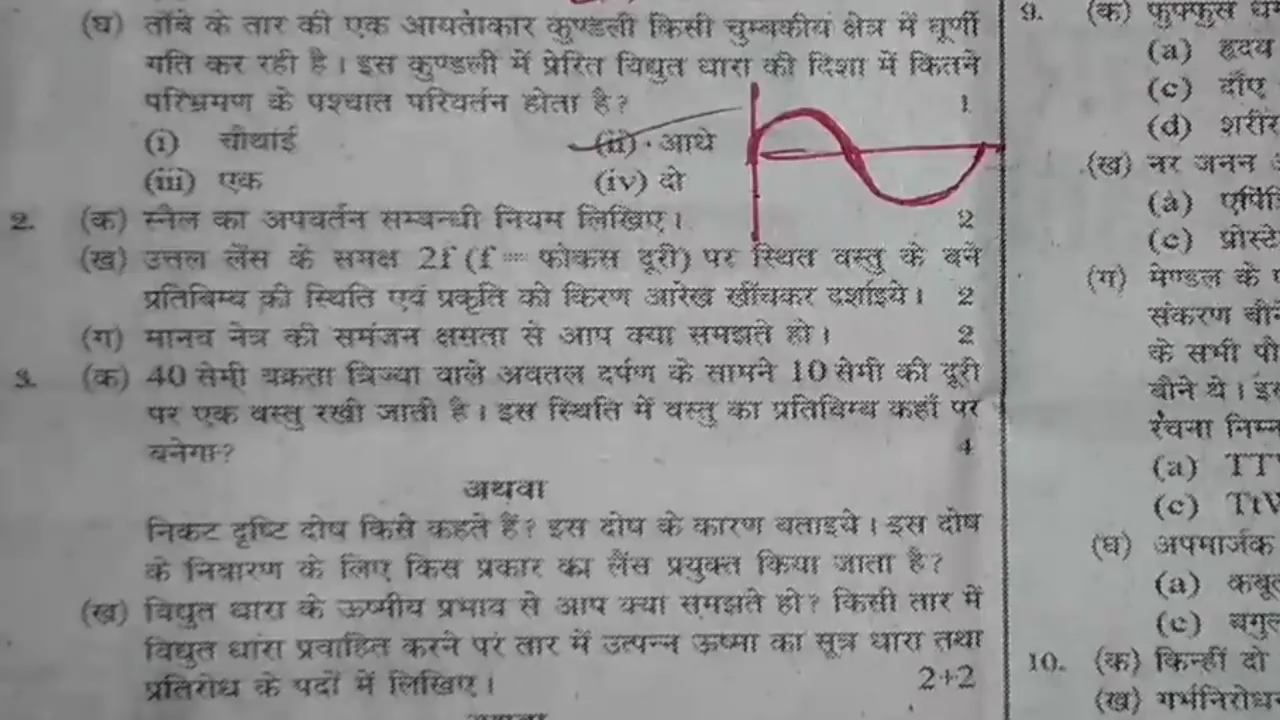 (घ) ताँबे के तार की एक आयताकार कुण्डली किसी चुम्बकीय क्षेत्र में घूर्णी
गति कर रही है। इस कुण्डली में प्रेरित विद्युत धारा की दिशा में कितने
परिभ्रमण के पश्चात परिवर्तन होता है? 1
(i) चौथाई (ii) आधे
(iii) एक (iv) दो
2. (क) स्नैल का अपवर्तन सम्बन्धी नियम लिखिए। 2
(ख) उत्तल लेंस के समक्ष 2f (f = फोकस दूरी) पर स्थित वस्तु के बने
प्रतिबिम्ब की स्थिति एवं प्रकृति को किरण आरेख खींचकर दर्शाइये। 2
(ग) मानव नेत्र की समंजन क्षमता से आप क्या समझते हो। 2
3. (क) 40 सेमी वक्रता त्रिज्या वाले अवतल दर्पण के सामने 10 सेमी की दूरी
पर एक वस्तु रखी जाती है। इस स्थिति में वस्तु का प्रतिबिम्ब कहाँ पर
बनेगा? 4
अथवा
निकट दृष्टि दोष किसे कहते हैं? इस दोष के कारण बताइये। इस दोष
के निवारण के लिए किस प्रकार का लैंस प्रयुक्त किया जाता है?
(ख) विद्युत धारा के ऊष्मीय प्रभाव से आप क्या समझते हो? किसी तार में
विद्युत धारा प्रवाहित करने पर तार में उत्पन्न ऊष्मा का सूत्र धारा तथा
प्रतिरोध के पदों में लिखिए। 2+2
अथवा
9. (क) फुफ्फुस
(a) हृदय
(c) दाँए
(d) शरीर
(ख) नर जनन
(a)
(c)
(ग) मेण्डल के
संकरण
के सभी
बौने थे।
रचना
(a)
(c)
(घ) अपमार्जक
(a)
(c)
10. (क) किन्हीं दो
(ख)